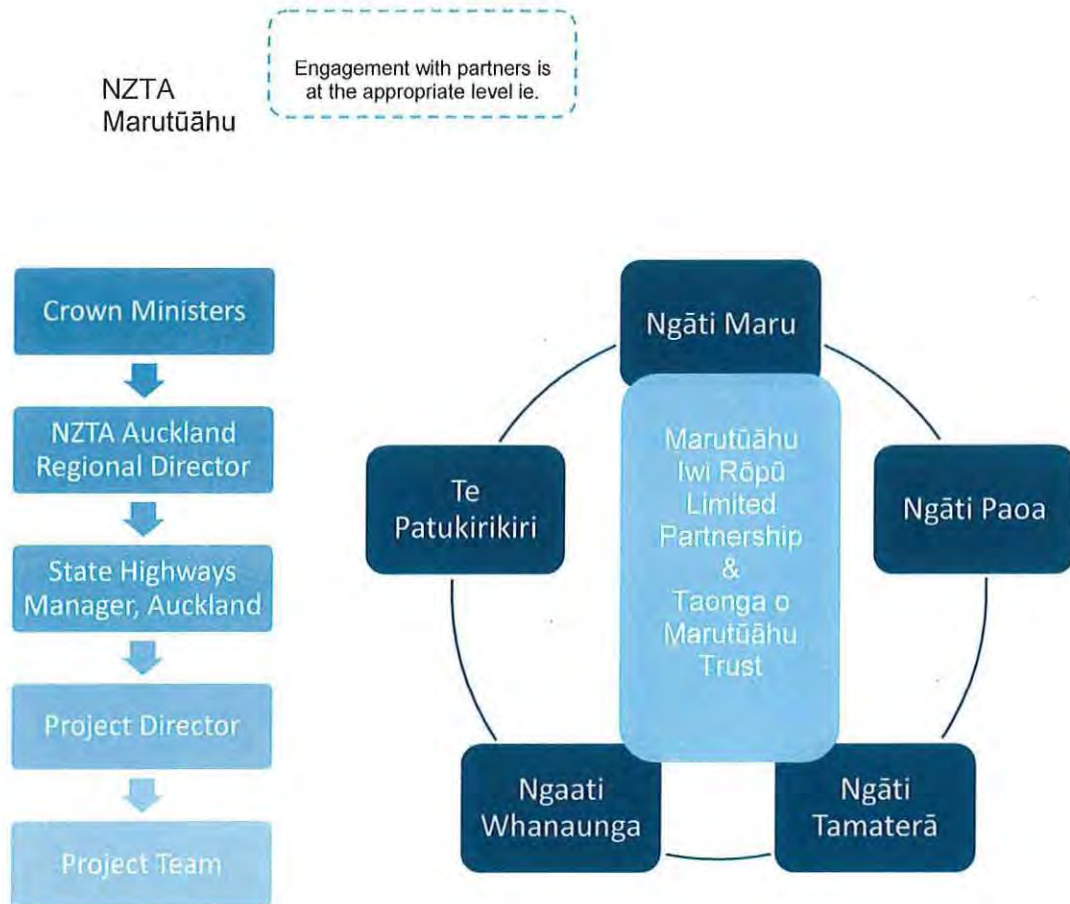 NZTA
Marutūāhu
Engagement with partners is
at the appropriate level ie.
Crown Ministers
NZTA Auckland
Regional Director
State Highways
Manager, Auckland
Project Director
Project Team
Ngāti Maru
Te
Patukirikiri
Ngāti Paoa
Marutūāhu
Iwi Rōpū
Limited
Partnership
&
Taonga o
Marutūāhu
Trust
Ngaati
Whanaunga
Ngāti
Tamaterā